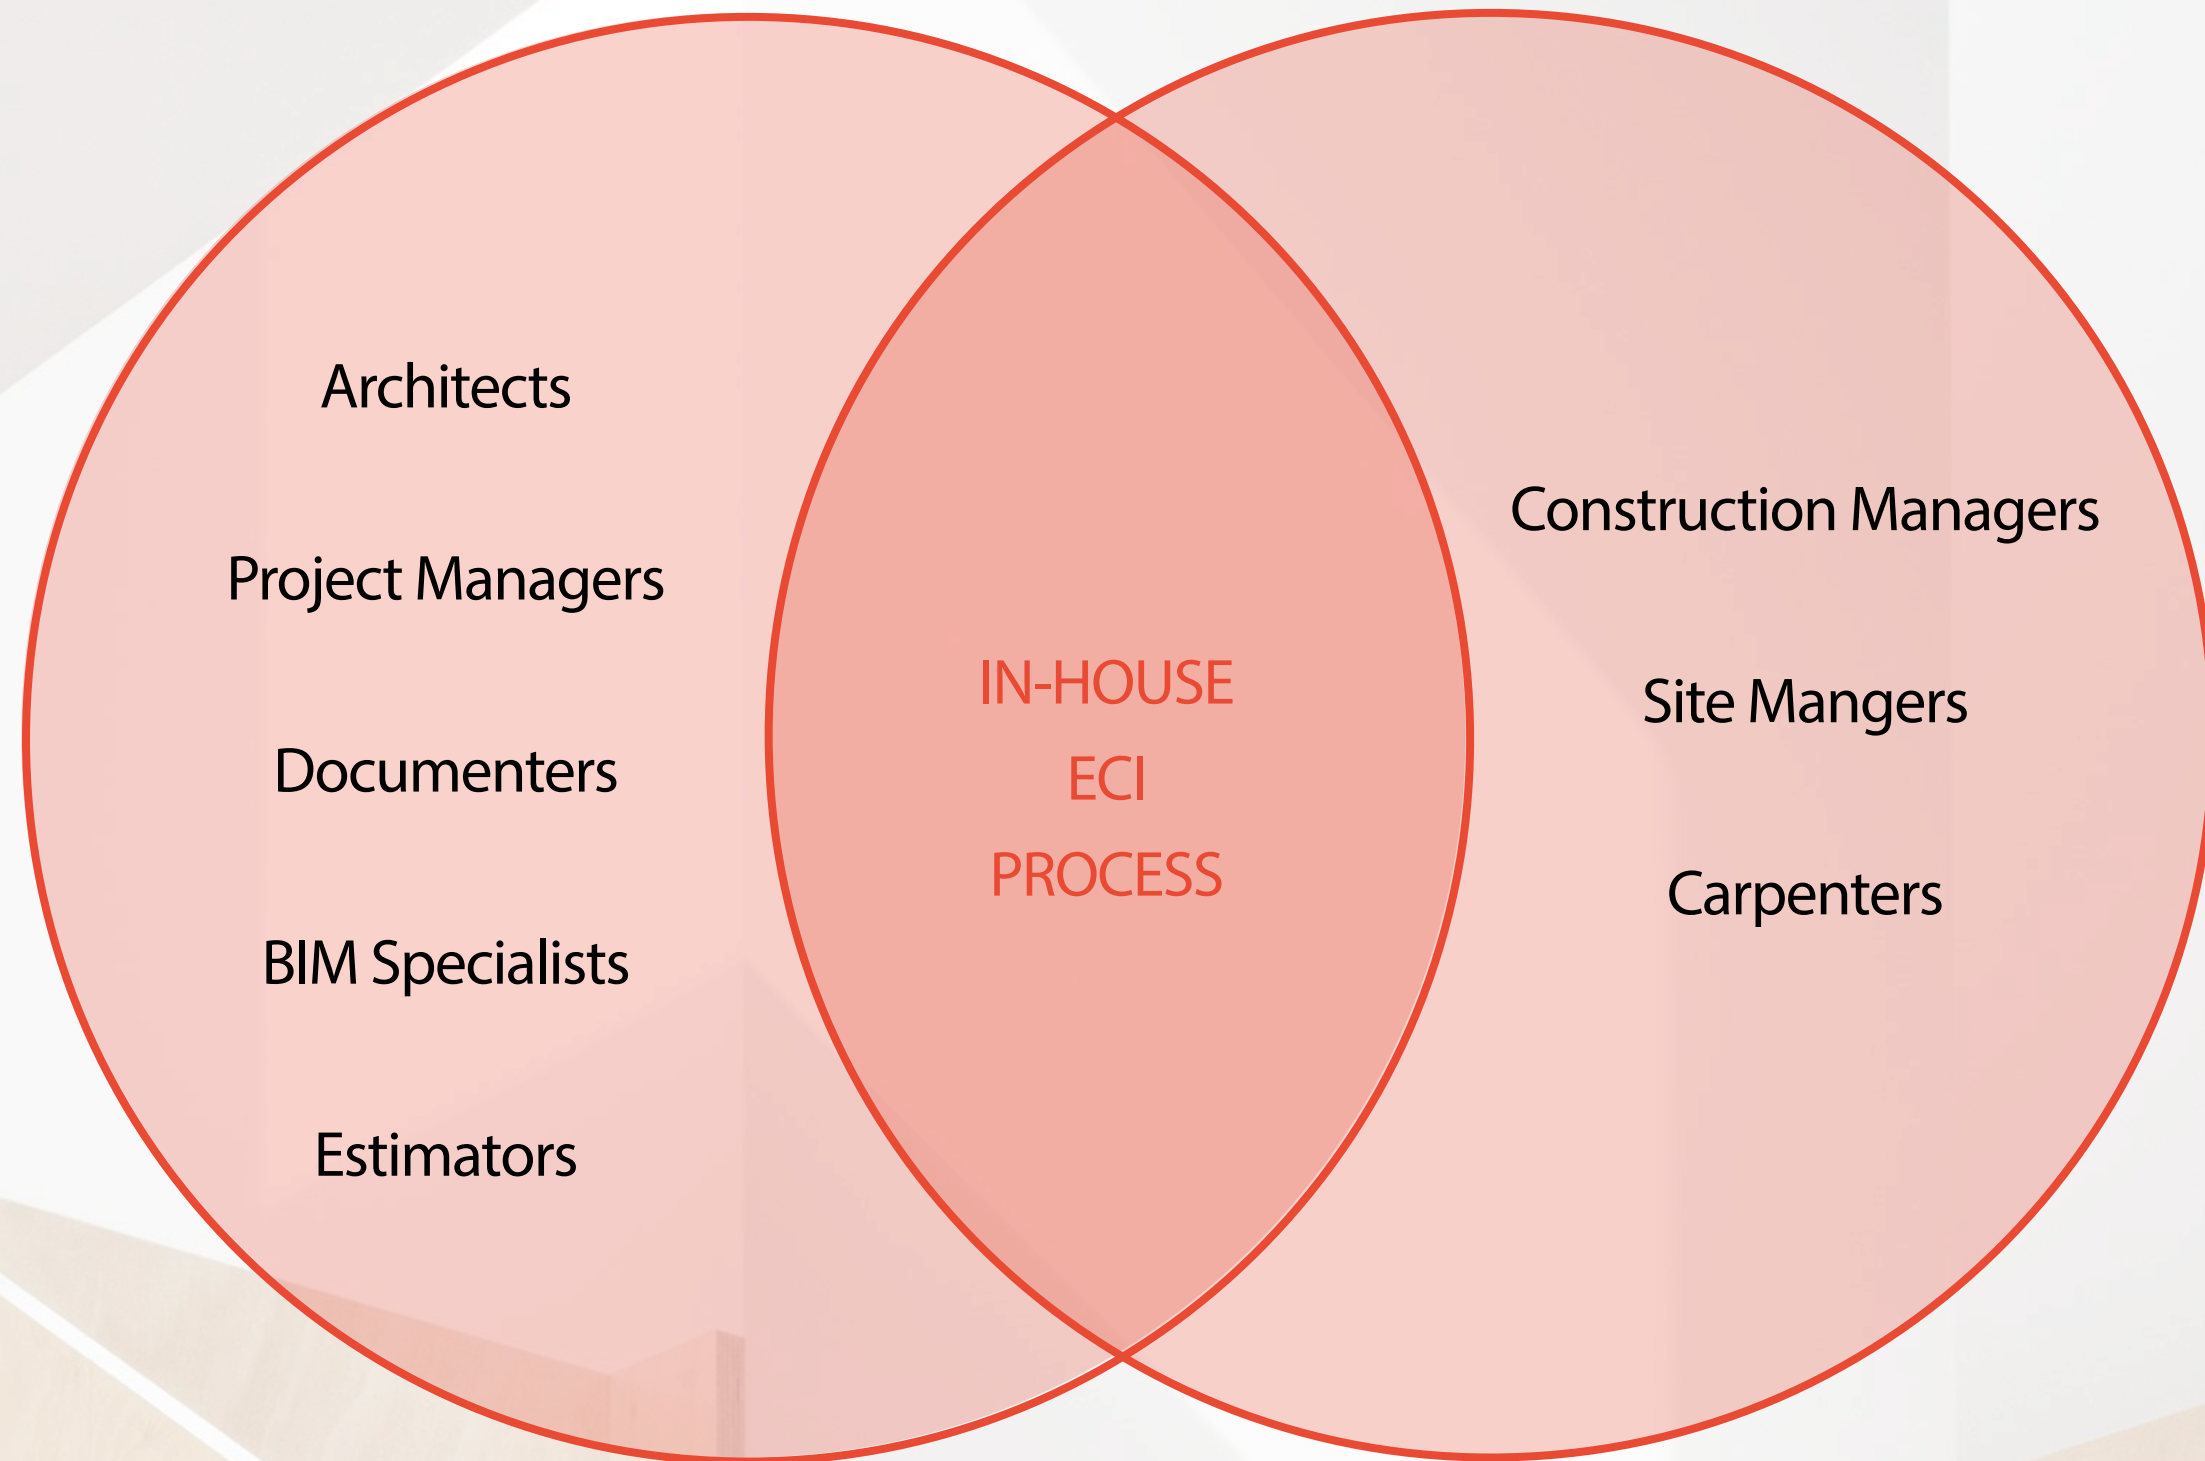 Architects
Project Managers
Documenters
BIM Specialists
Estimators
IN-HOUSE
ECI
PROCESS
Construction Managers
Site Mangers
Carpenters